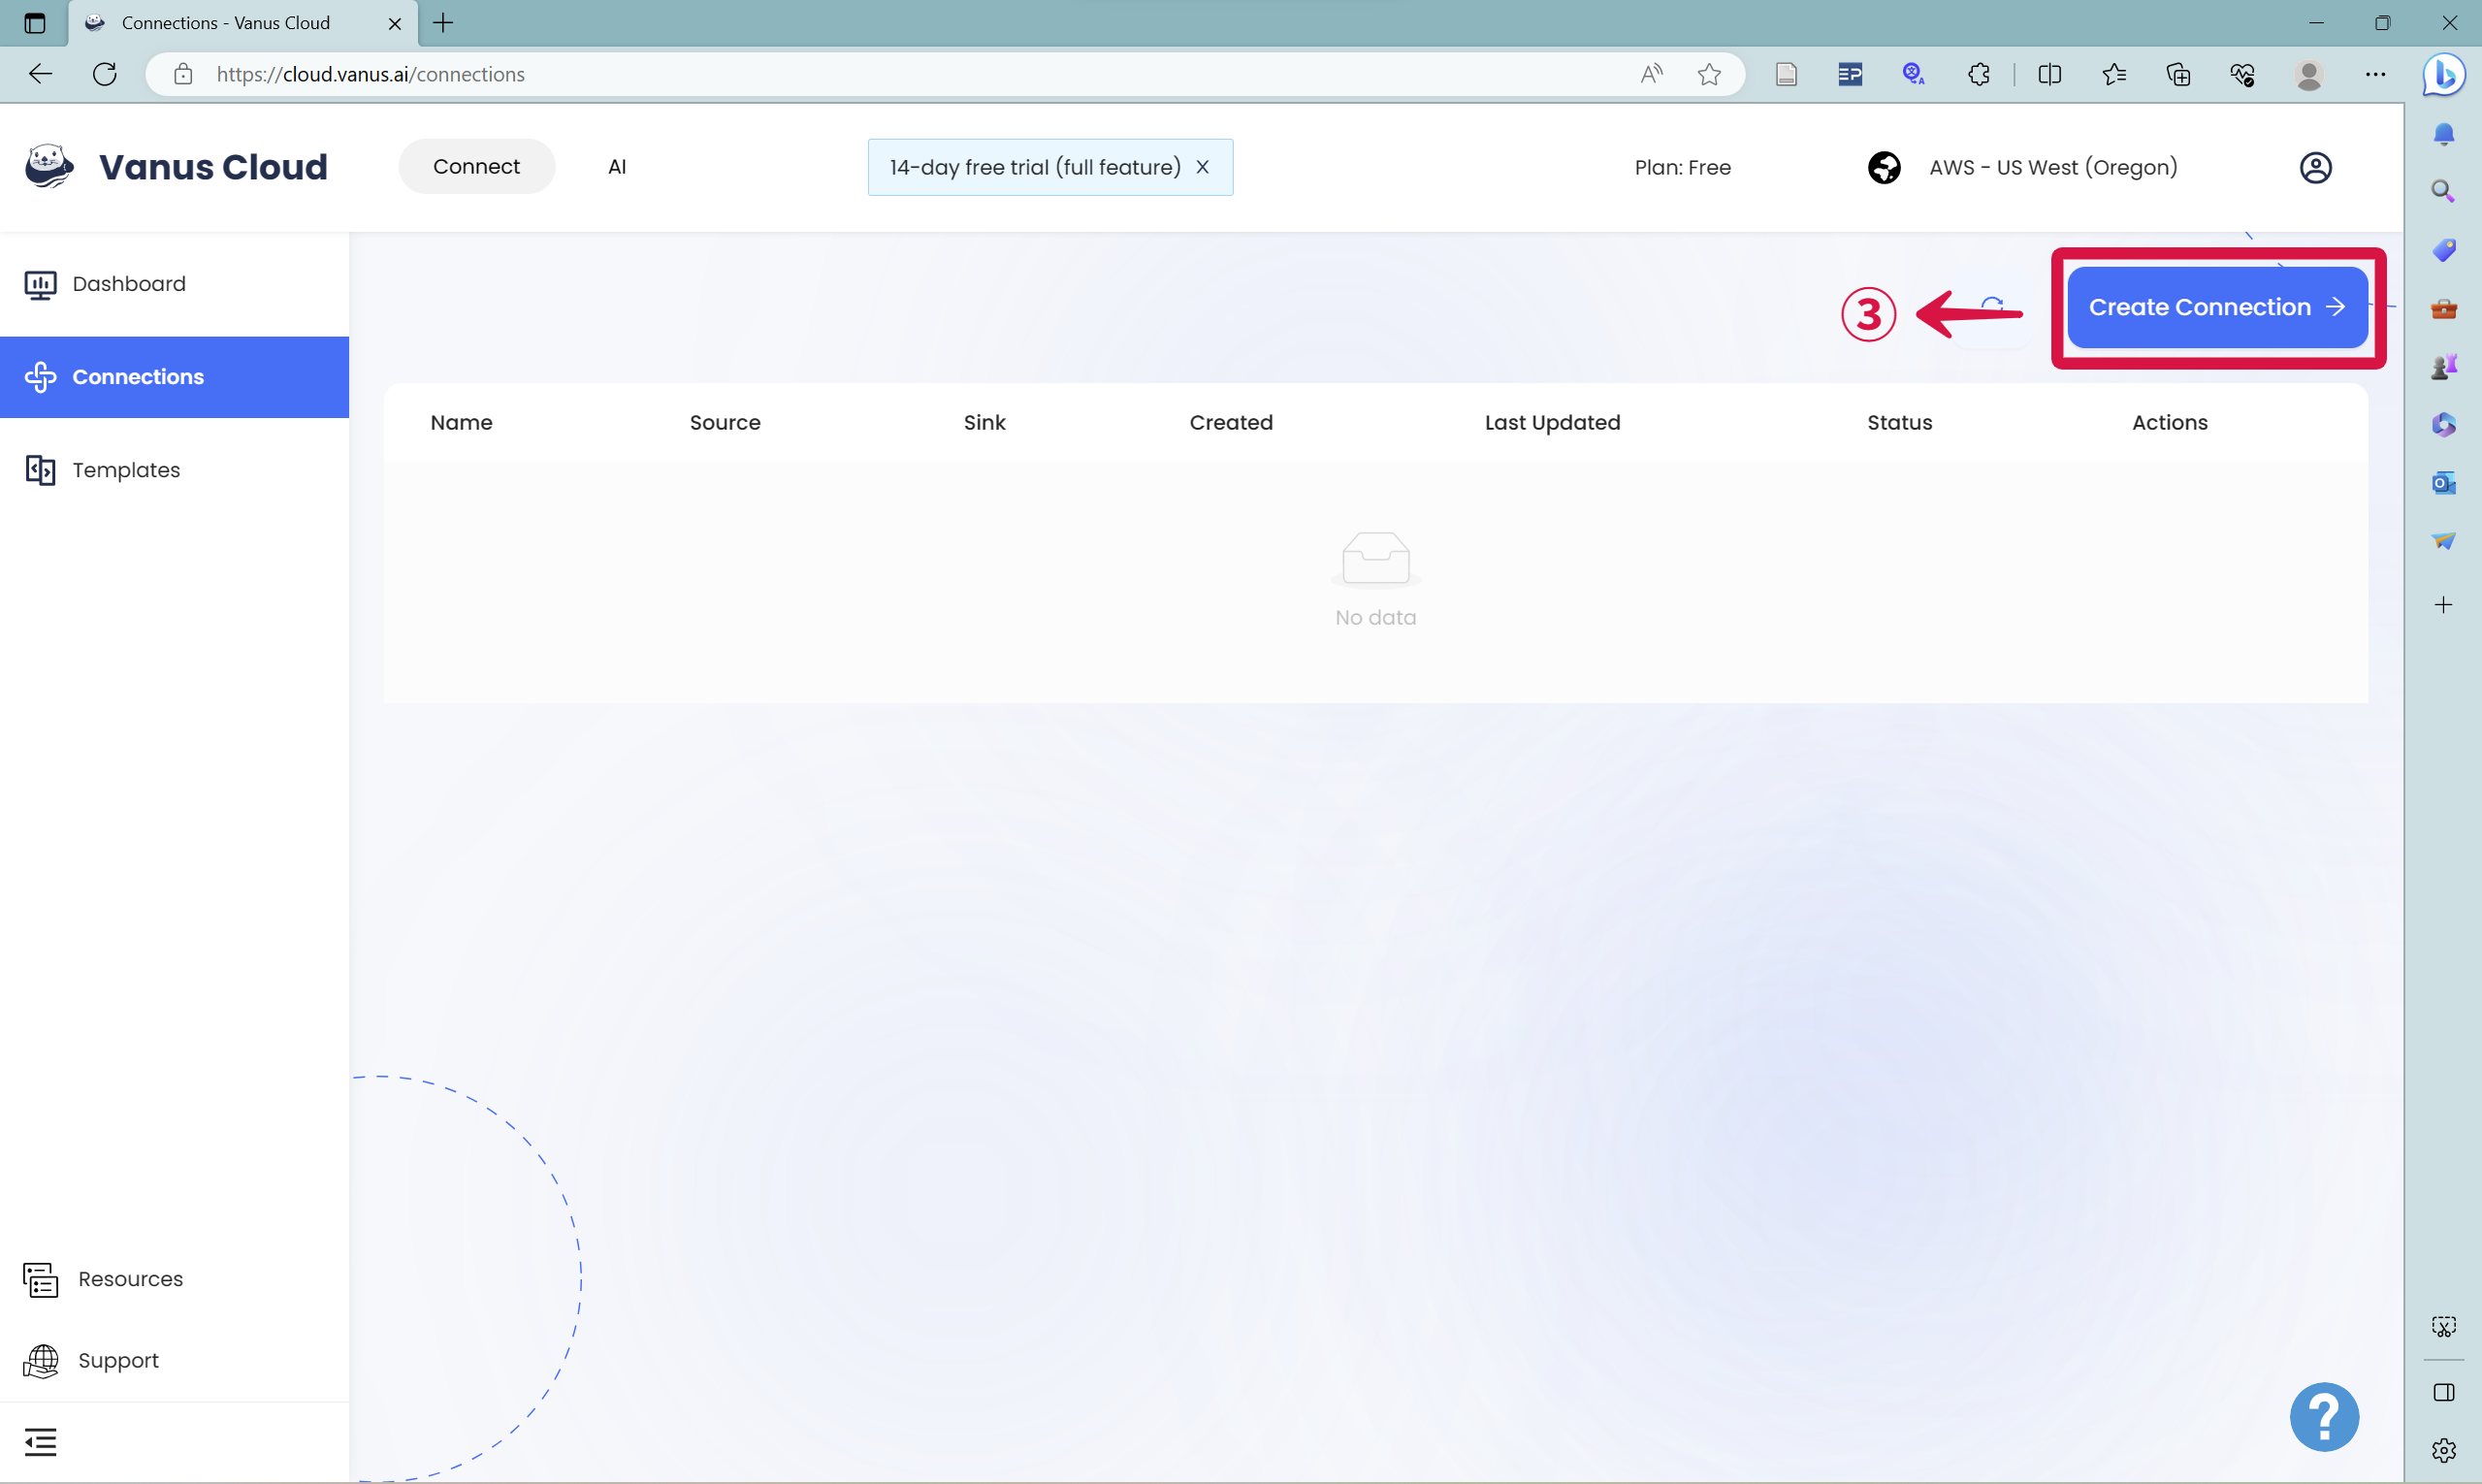 Connections - Vanus Cloud
https://cloud.vanus.ai/connections
Vanus Cloud
Connect
AI
14-day free trial (full feature) X
Plan: Free
AWS - US West (Oregon)
Dashboard
Connections
Templates
③
Create Connection →
Name Source Sink Created Last Updated Status Actions
No data
Resources
Support
?